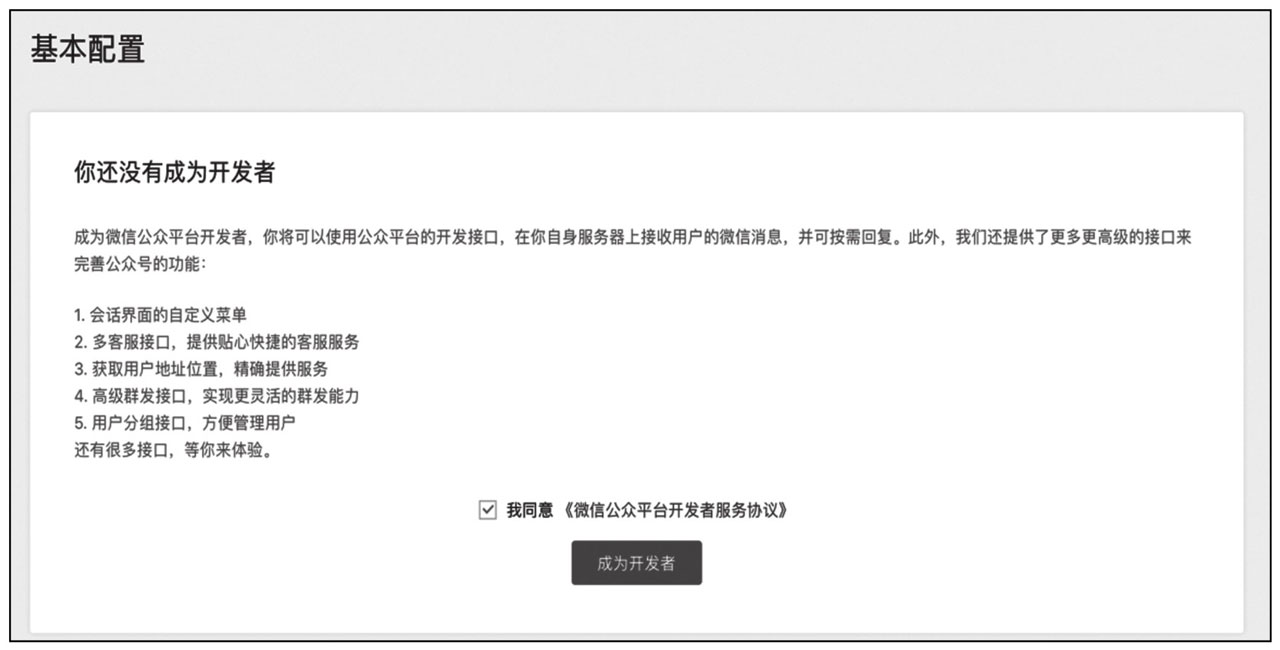 基本配置
你还没有成为开发者
成为微信公众平台开发者，你将可以使用公众平台的开发接口，在你自身服务器上接收用户的微信消息，并可按需回复。此外，我们还提供了更多更高级的接口来
完善公众号的功能：
1. 会话界面的自定义菜单
2. 多客服接口，提供贴心快捷的客服服务
3. 获取用户地址位置，精确提供服务
4. 高级群发接口，实现更灵活的群发能力
5. 用户分组接口，方便管理用户
还有很多接口，等你来体验。
我同意 《微信公众平台开发者服务协议》
成为开发者